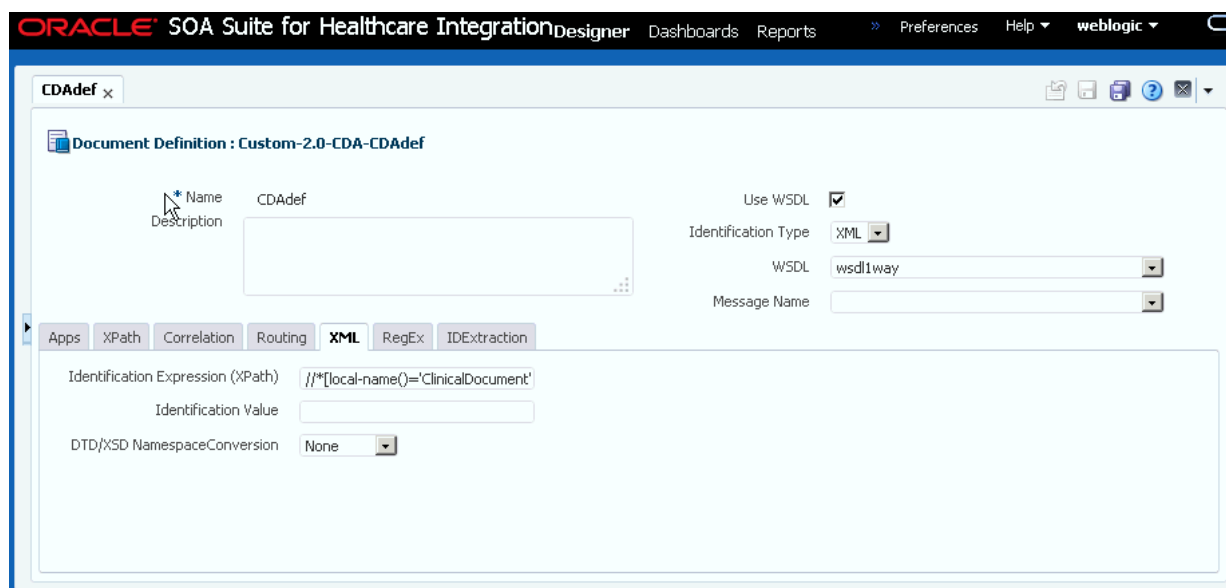 ORACLE SOA Suite for Healthcare Integration Designer Dashboards Reports » Preferences Help weblogic
CDAdef
Document Definition : Custom-2.0-CDA-CDAdef
* Name CDAdef
Description
Use WSDL
Identification Type XML
WSDL wsdl1way
Message Name
Apps XPath Correlation Routing XML RegEx IDExtraction
Identification Expression (XPath) //*[local-name()='ClinicalDocument'
Identification Value
DTD/XSD NamespaceConversion None